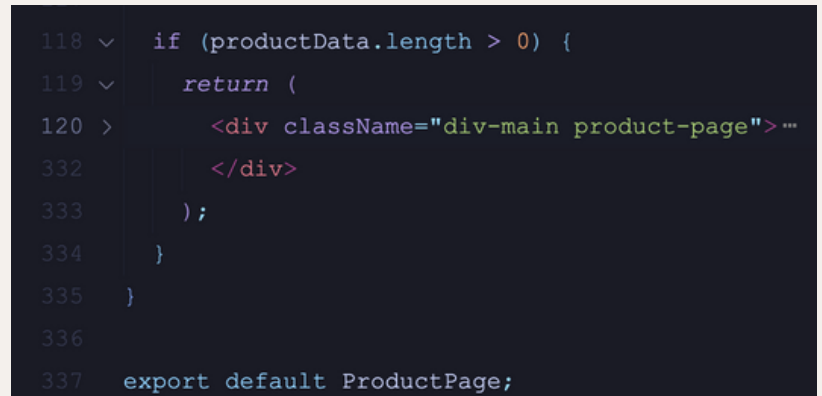 118 if (productData.length > 0) {
119 return (
120 <div className="div-main product-page">…
332 </div>
333 );
334 }
335 }
336
337 export default ProductPage;